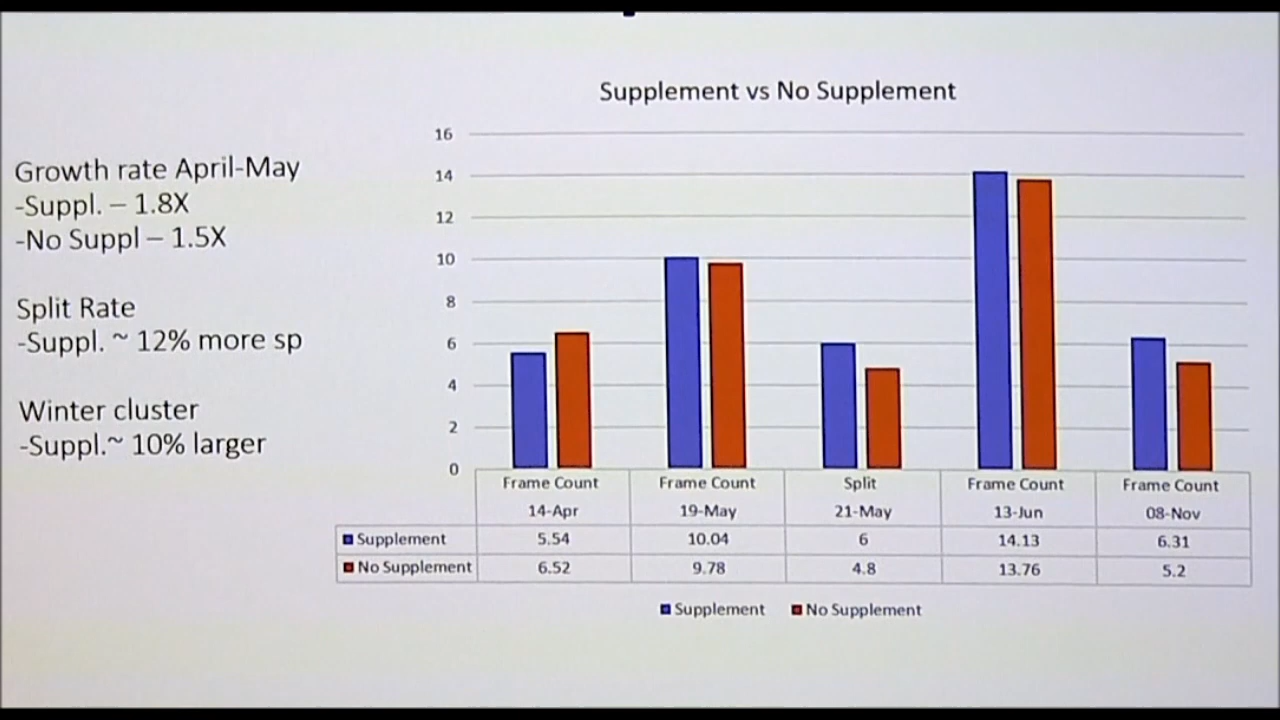 Supplement vs No Supplement
Growth rate April-May
-Suppl. – 1.8X
-No Suppl – 1.5X
Split Rate
-Suppl. ~ 12% more sp
Winter cluster
-Suppl.~ 10% larger
16
14
12
10
8
6
4
2
0
Frame Count Frame Count Split Frame Count Frame Count
14-Apr 19-May 21-May 13-Jun 08-Nov
Supplement 5.54 10.04 6 14.13 6.31
No Supplement 6.52 9.78 4.8 13.76 5.2
Supplement No Supplement